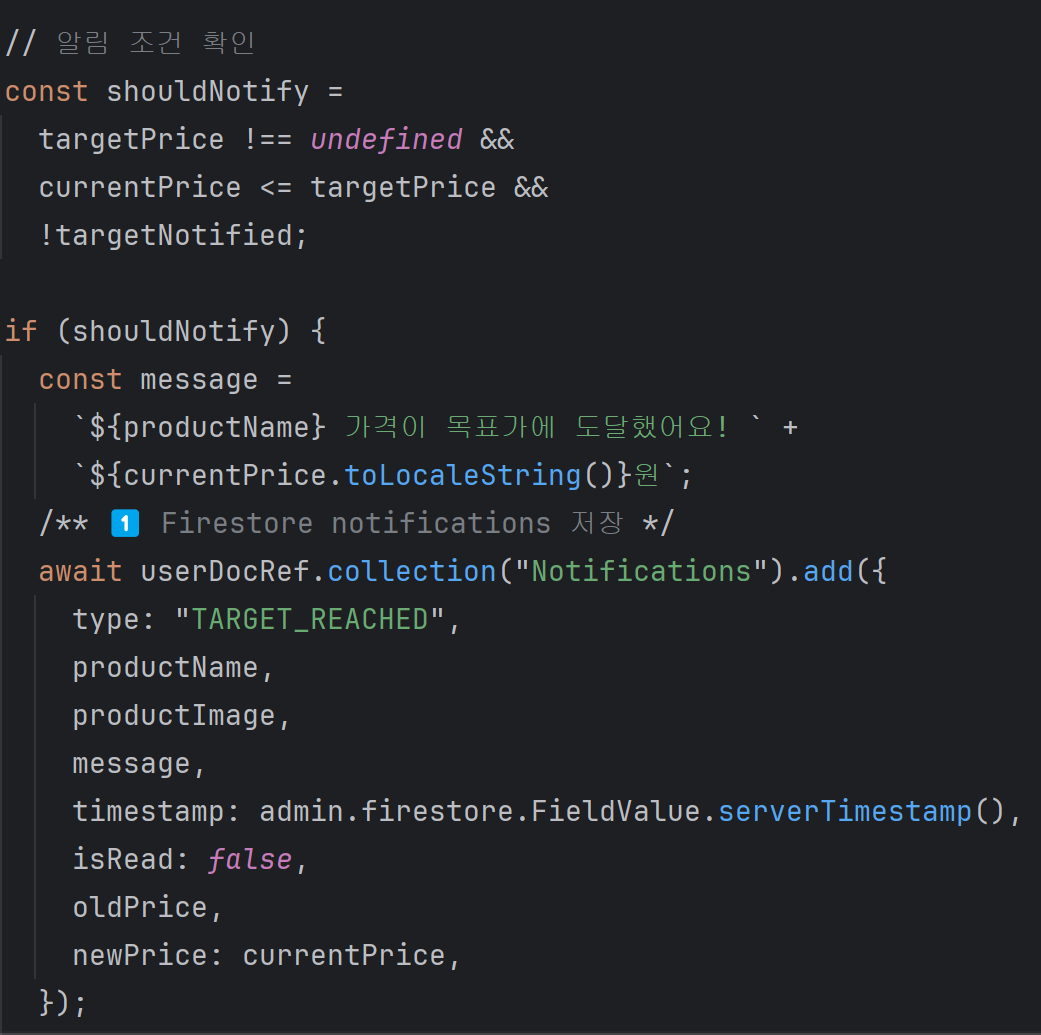 // 알림 조건 확인
const shouldNotify =
targetPrice !== undefined &&
currentPrice <= targetPrice &&
!targetNotified;
if (shouldNotify) {
const message =
`${productName} 가격이 목표가에 도달했어요! ` +
`${currentPrice.toLocaleString()}원`;
/** 1️⃣ Firestore notifications 저장 */
await userDocRef.collection("Notifications").add({
type: "TARGET_REACHED",
productName,
productImage,
message,
timestamp: admin.firestore.FieldValue.serverTimestamp(),
isRead: false,
oldPrice,
newPrice: currentPrice,
});